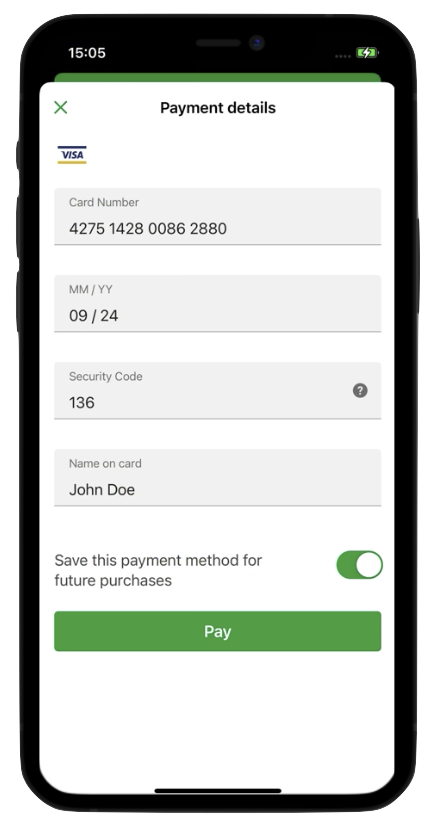 15:05
Payment details
VISA
Card Number
4275 1428 0086 2880
MM / YY
09 / 24
Security Code
136
?
Name on card
John Doe
Save this payment method for
future purchases
Pay